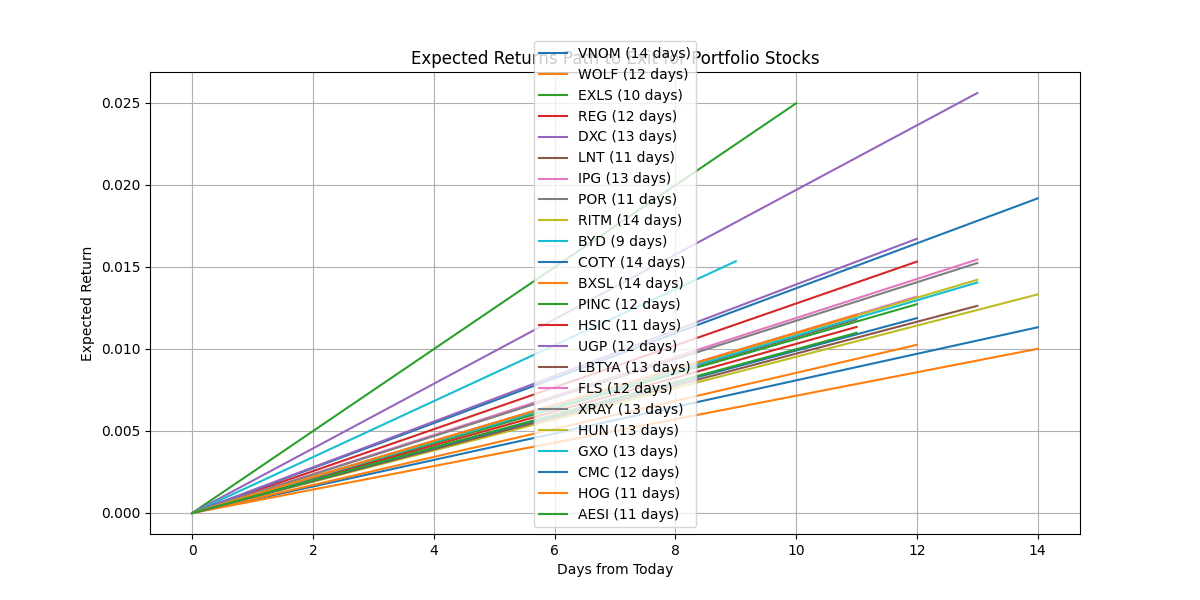 Expected Returns Path to Exit for Portfolio Stocks
VNOM (14 days)
WOLF (12 days)
EXLS (10 days)
REG (12 days)
DXC (13 days)
LNT (11 days)
IPG (13 days)
POR (11 days)
RITM (14 days)
BYD (9 days)
COTY (14 days)
BXSL (14 days)
PINC (12 days)
HSIC (11 days)
UGP (12 days)
LBTYA (13 days)
FLS (12 days)
XRAY (13 days)
HUN (13 days)
GXO (13 days)
CMC (12 days)
HOG (11 days)
AESI (11 days)
Expected Return
0.025
0.020
0.015
0.010
0.005
0.000
0 2 4 6 8 10 12 14
Days from Today